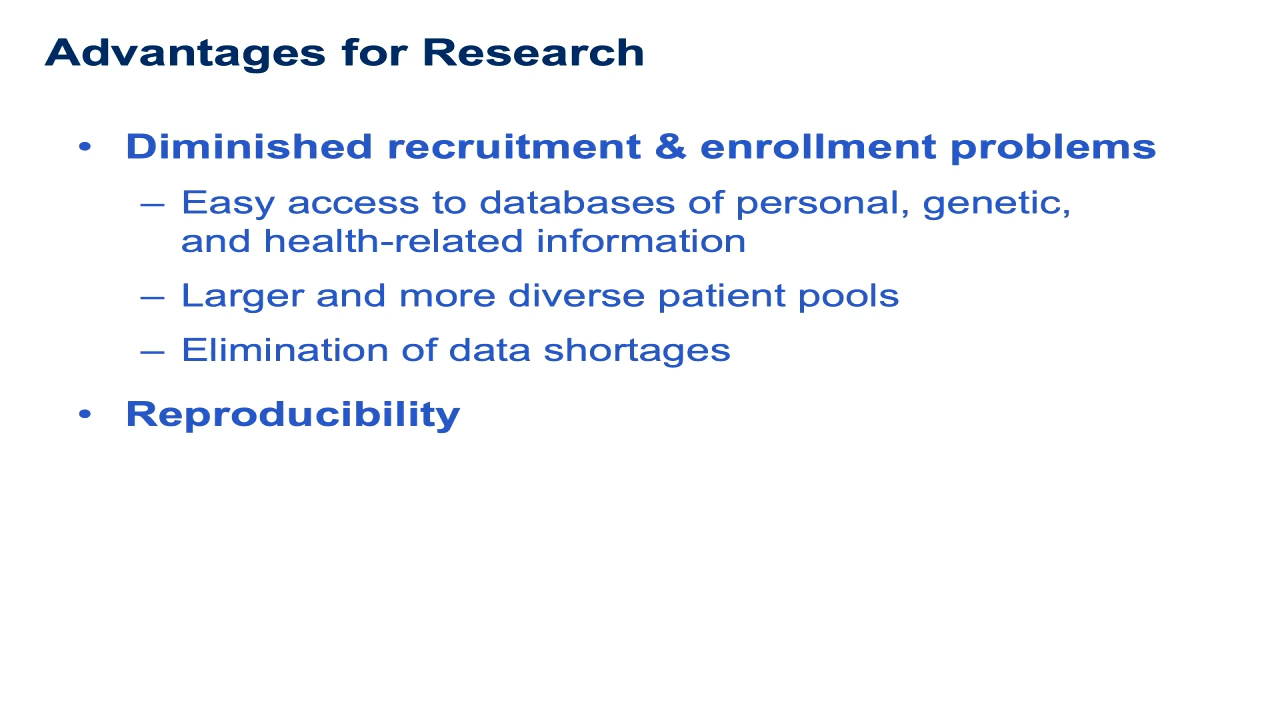 Advantages for Research
• Diminished recruitment & enrollment problems
– Easy access to databases of personal, genetic,
and health-related information
– Larger and more diverse patient pools
– Elimination of data shortages
• Reproducibility